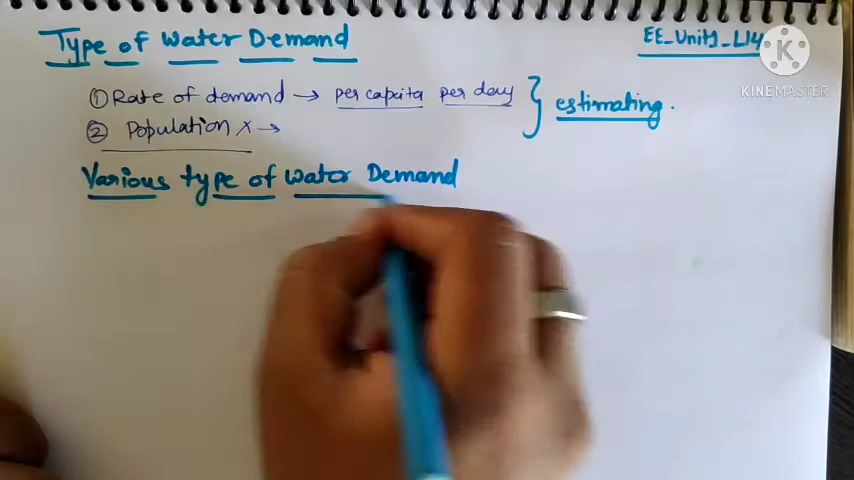 Type of Water Demand
EE_Unit1_L14
KINEMASTER
① Rate of demand → per capaita per day } estimating.
② Population x →
Various type of water Demand